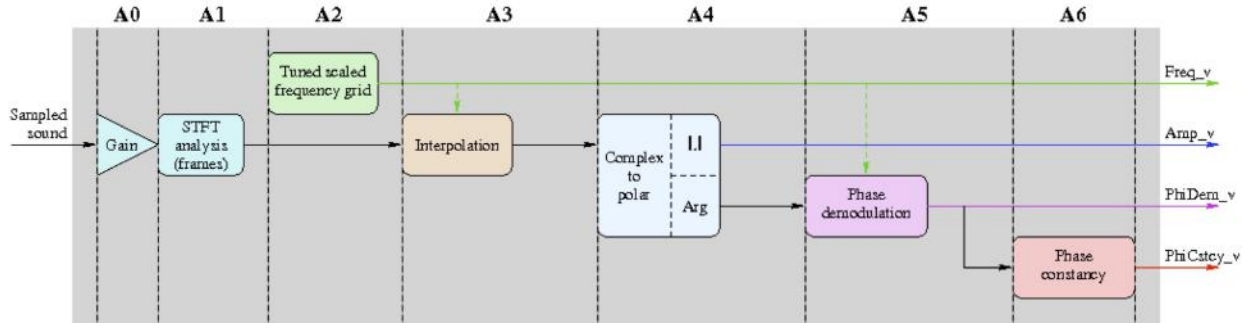 A0 A1 A2 A3 A4 A5 A6
Tuned scaled
frequency grid
Freq_v
Sampled
sound
Gain
STFT
analysis
(frames)
Interpolation
Complex
to
polar
|.|
Arg
Amp_v
Phase
demodulation
PhiDem_v
Phase
constancy
PhiCstcy_v